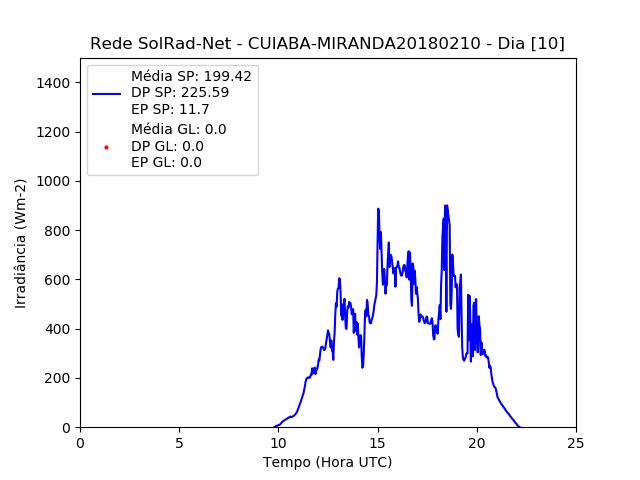 Rede SolRad-Net - CUIABA-MIRANDA20180210 - Dia [10]
Média SP: 199.42
DP SP: 225.59
EP SP: 11.7
Média GL: 0.0
DP GL: 0.0
EP GL: 0.0
Irradiância (Wm-2)
1400
1200
1000
800
600
400
200
0
0 5 10 15 20 25
Tempo (Hora UTC)